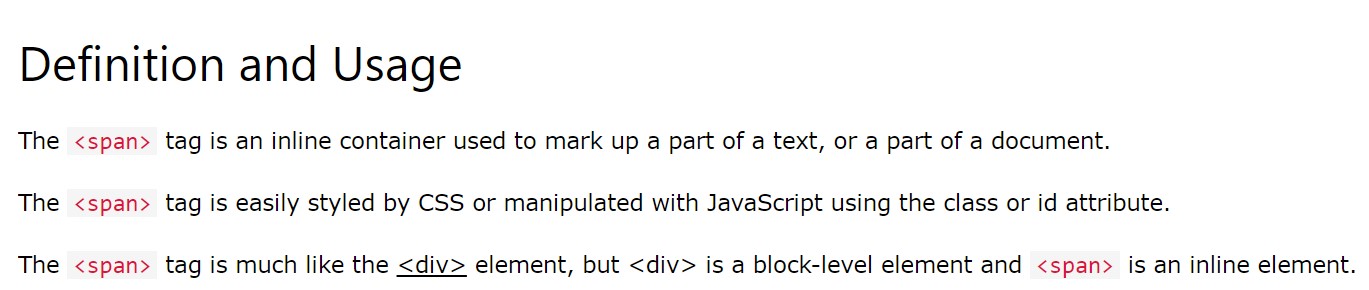 Definition and Usage
The <span> tag is an inline container used to mark up a part of a text, or a part of a document.
The <span> tag is easily styled by CSS or manipulated with JavaScript using the class or id attribute.
The <span> tag is much like the <div> element, but <div> is a block-level element and <span> is an inline element.